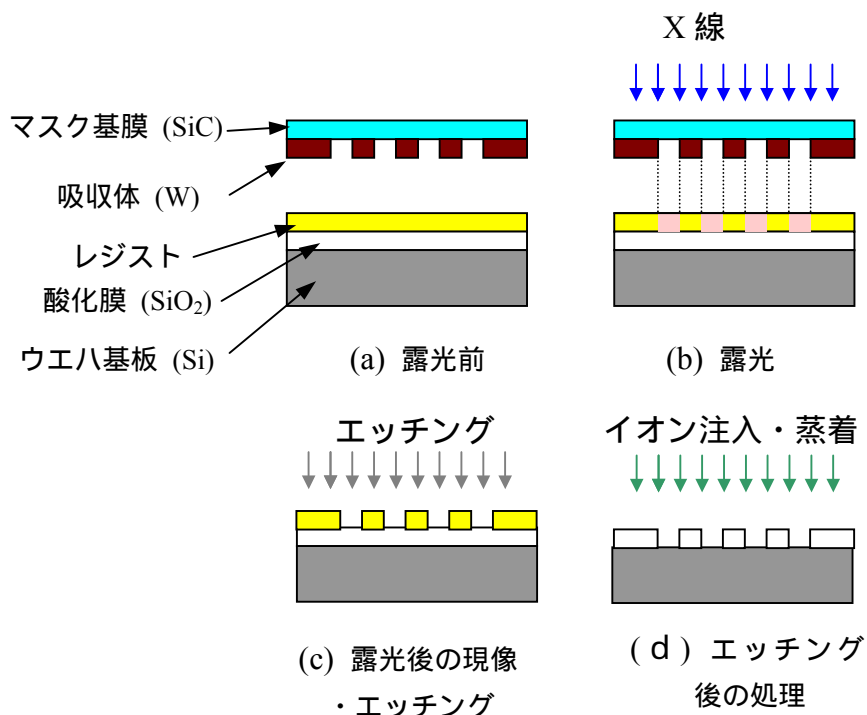 X 線
マスク基膜 (SiC)
吸収体 (W)
レジスト
酸化膜 (SiO₂)
ウエハ基板 (Si)
(a) 露光前
(b) 露光
エッチング
イオン注入・蒸着
(c) 露光後の現像
・エッチング
(ｄ) エッチング
後の処理